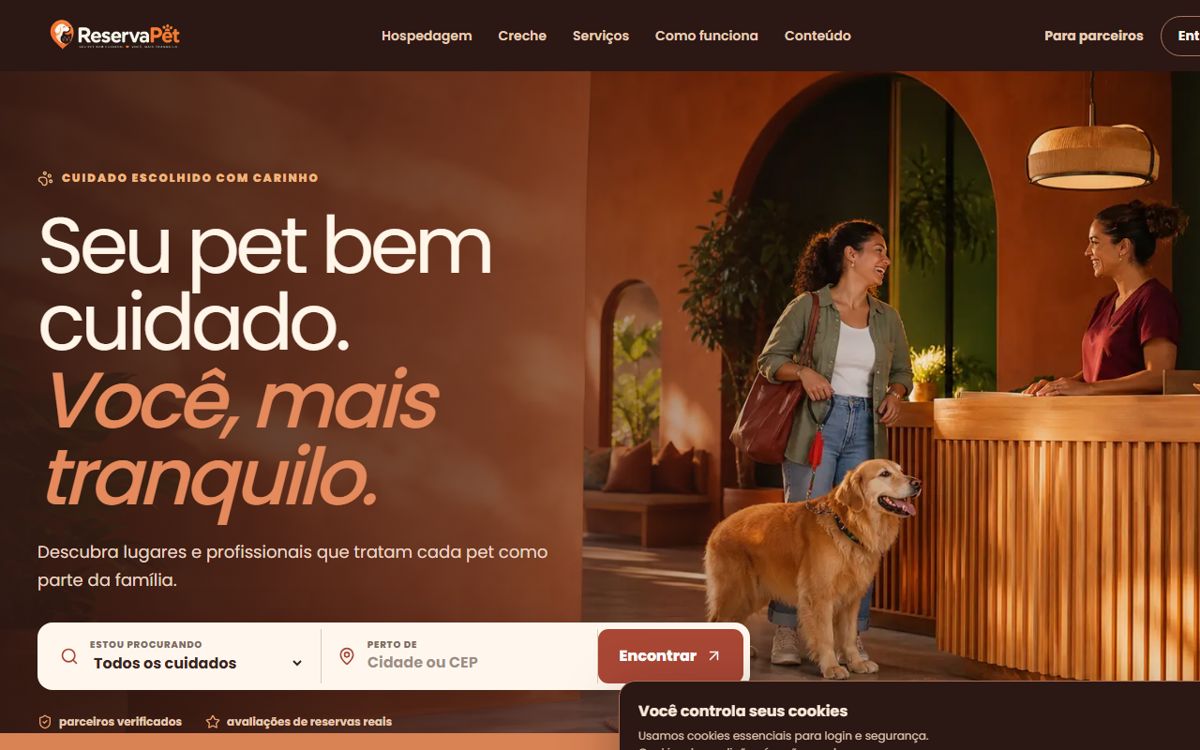 ReservaPet
Hospedagem
Creche
Serviços
Como funciona
Conteúdo
Para parceiros
CUIDADO ESCOLHIDO COM CARINHO
Seu pet bem
cuidado.
Você, mais
tranquilo.
Descubra lugares e profissionais que tratam cada pet como
parte da família.
ESTOU PROCURANDO
Todos os cuidados
PERTO DE
Cidade ou CEP
Encontrar
parceiros verificados
avaliações de reservas reais
Você controla seus cookies
Usamos cookies essenciais para login e segurança.